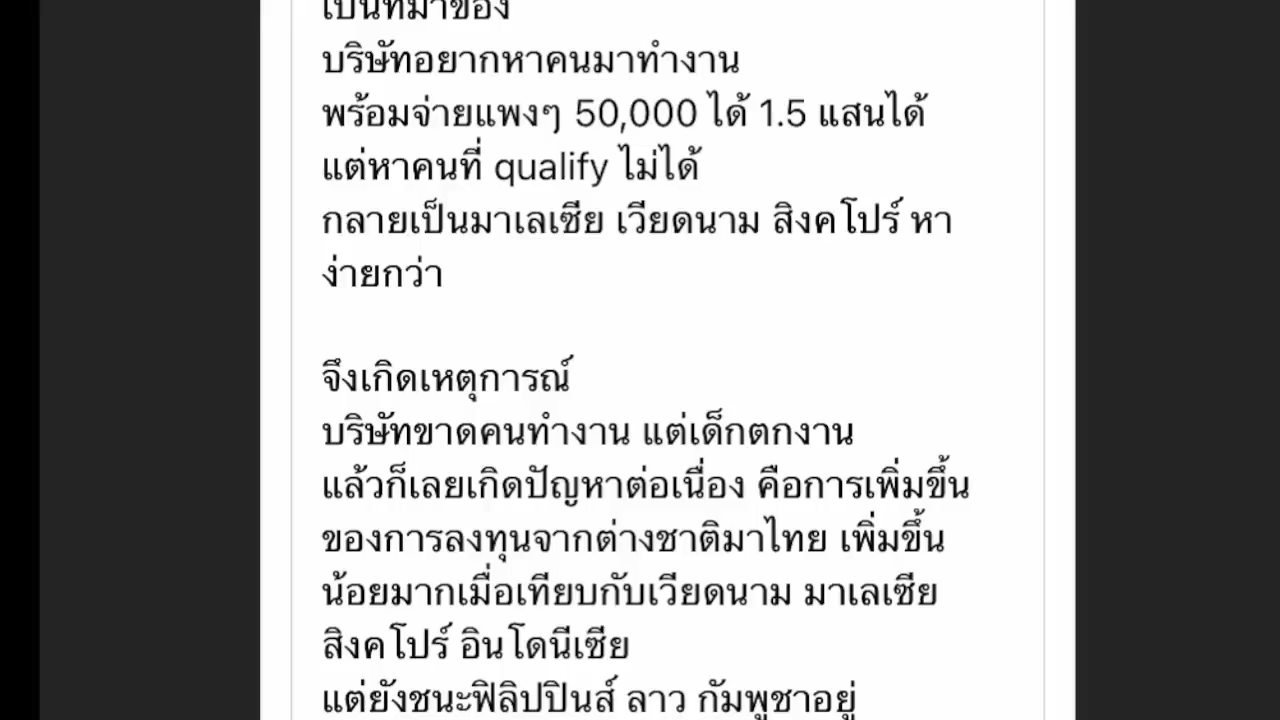 เป็นที่มาของ
บริษัทอยากหาคนมาทำงาน
พร้อมจ่ายแพงๆ 50,000 ได้ 1.5 แสนได้
แต่หาคนที่ qualify ไม่ได้
กลายเป็นมาเลเซีย เวียดนาม สิงคโปร์ หา
ง่ายกว่า
จึงเกิดเหตุการณ์
บริษัทขาดคนทำงาน แต่เด็กตกงาน
แล้วก็เลยเกิดปัญหาต่อเนื่อง คือการเพิ่มขึ้น
ของการลงทุนจากต่างชาติมาไทย เพิ่มขึ้น
น้อยมากเมื่อเทียบกับเวียดนาม มาเลเซีย
สิงคโปร์ อินโดนีเซีย
แต่ยังชนะฟิลิปปินส์ ลาว กัมพูชาอยู่